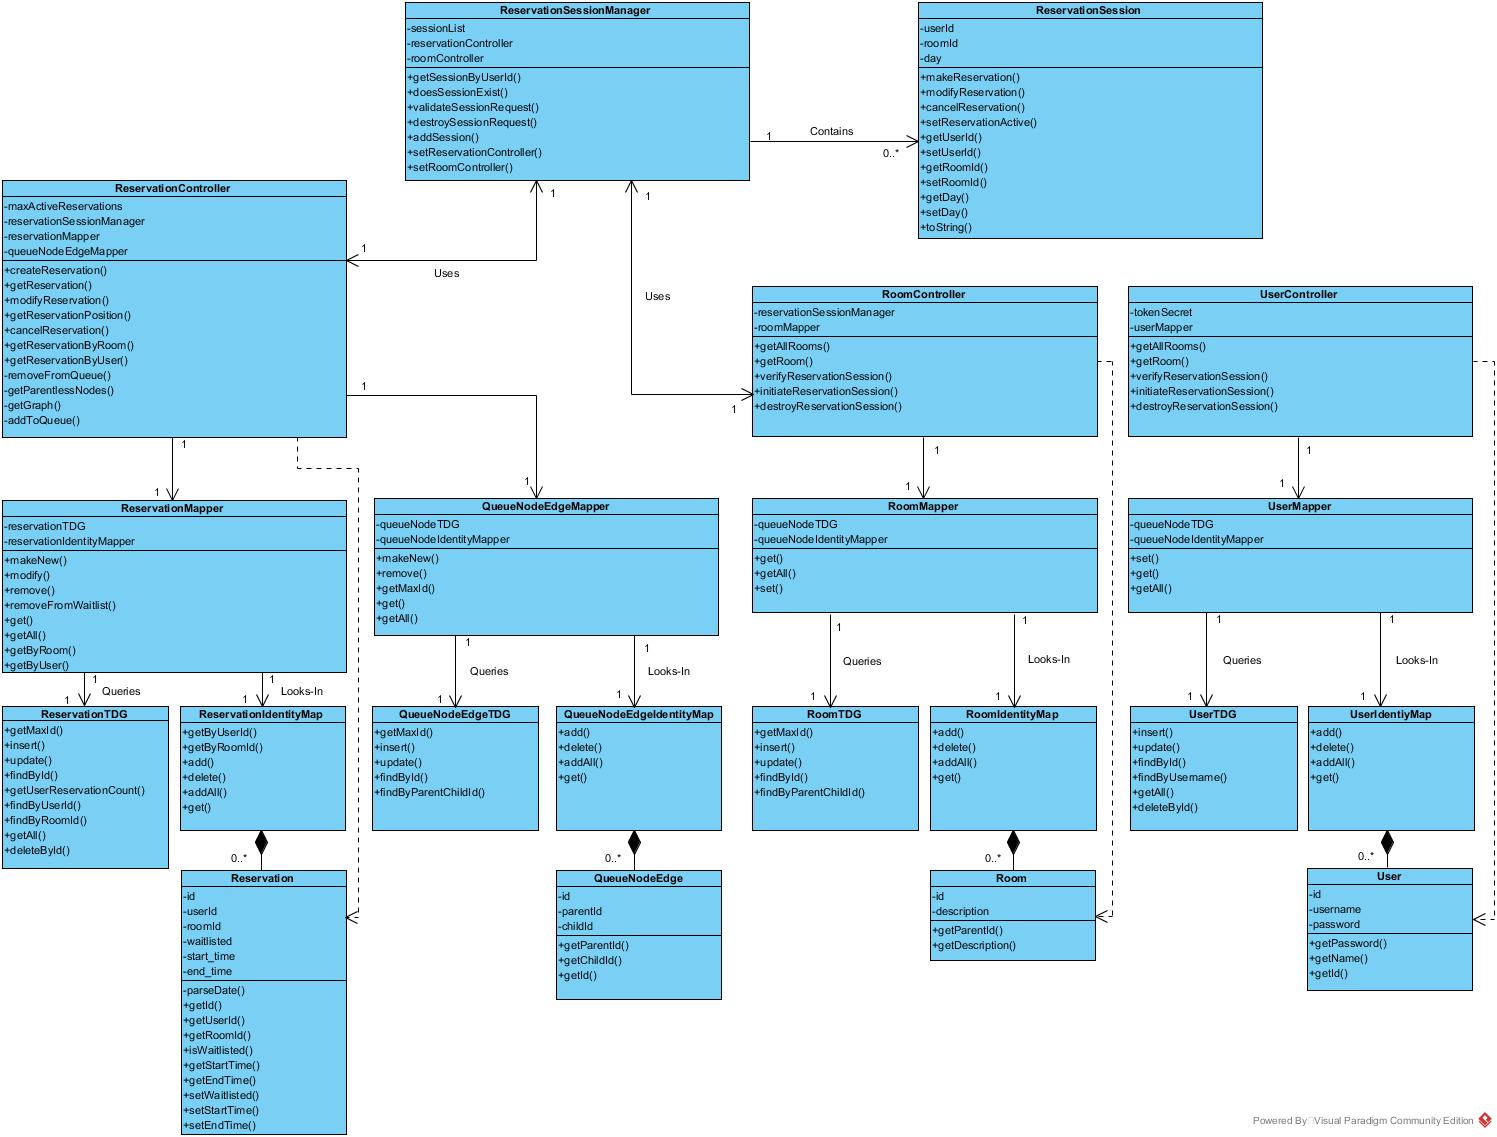 ReservationSessionManager
-sessionList
-reservationController
-roomController
+getSessionByUserId()
+doesSessionExist()
+validateSessionRequest()
+destroySessionRequest()
+addSession()
+setReservationController()
+setRoomController()
ReservationSession
-userId
-roomId
-day
+makeReservation()
+modifyReservation()
+cancelReservation()
+setReservationActive()
+getUserId()
+setUserId()
+getRoomId()
+setRoomId()
+getDay()
+setDay()
+toString()
1
Contains
0..*
ReservationController
-maxActiveReservations
-reservationSessionManager
-reservationMapper
-queueNodeEdgeMapper
+createReservation()
+getReservation()
+modifyReservation()
+getReservationPosition()
+cancelReservation()
+getReservationByRoom()
+getReservationByUser()
-removeFromQueue()
-getParentlessNodes()
-getGraph()
-addToQueue()
1
1
Uses
1
Uses
1
RoomController
-reservationSessionManager
-roomMapper
+getAllRooms()
+getRoom()
+verifyReservationSession()
+initiateReservationSession()
+destroyReservationSession()
UserController
-tokenSecret
-userMapper
+getAllRooms()
+getRoom()
+verifyReservationSession()
+initiateReservationSession()
+destroyReservationSession()
1
1
1
1
1
1
1
1
ReservationMapper
-reservationTDG
-reservationIdentityMapper
+makeNew()
+modify()
+remove()
+removeFromWaitlist()
+get()
+getAll()
+getByRoom()
+getByUser()
QueueNodeEdgeMapper
-queueNodeTDG
-queueNodeIdentityMapper
+makeNew()
+remove()
+getMaxId()
+get()
+getAll()
RoomMapper
-queueNodeTDG
-queueNodeIdentityMapper
+get()
+getAll()
+set()
UserMapper
-queueNodeTDG
-queueNodeIdentityMapper
+set()
+get()
+getAll()
1
Queries
1
1
Looks-In
1
1
Queries
1
1
Looks-In
1
1
Queries
1
1
Looks-In
1
1
Queries
1
1
Looks-In
1
ReservationTDG
+getMaxId()
+insert()
+update()
+findById()
+getUserReservationCount()
+findByUserId()
+findByRoomId()
+getAll()
+deleteById()
ReservationIdentityMap
+getByUserId()
+getByRoomId()
+add()
+delete()
+addAll()
+get()
QueueNodeEdgeTDG
+getMaxId()
+insert()
+update()
+findById()
+findByParentChildId()
QueueNodeEdgeIdentityMap
+add()
+delete()
+addAll()
+get()
RoomTDG
+getMaxId()
+insert()
+update()
+findById()
+findByParentChildId()
RoomIdentityMap
+add()
+delete()
+addAll()
+get()
UserTDG
+insert()
+update()
+findById()
+findByUsername()
+getAll()
+deleteById()
UserIdentiyMap
+add()
+delete()
+addAll()
+get()
0..*
0..*
0..*
0..*
Reservation
-id
-userId
-roomId
-waitlisted
-start_time
-end_time
-parseDate()
+getId()
+getUserId()
+getRoomId()
+isWaitlisted()
+getStartTime()
+getEndTime()
+setWaitlisted()
+setStartTime()
+setEndTime()
QueueNodeEdge
-id
-parentId
-childId
+getParentId()
+getChildId()
+getId()
Room
-id
-description
+getParentId()
+getDescription()
User
-id
-username
-password
+getPassword()
+getName()
+getId()
Powered By Visual Paradigm Community Edition